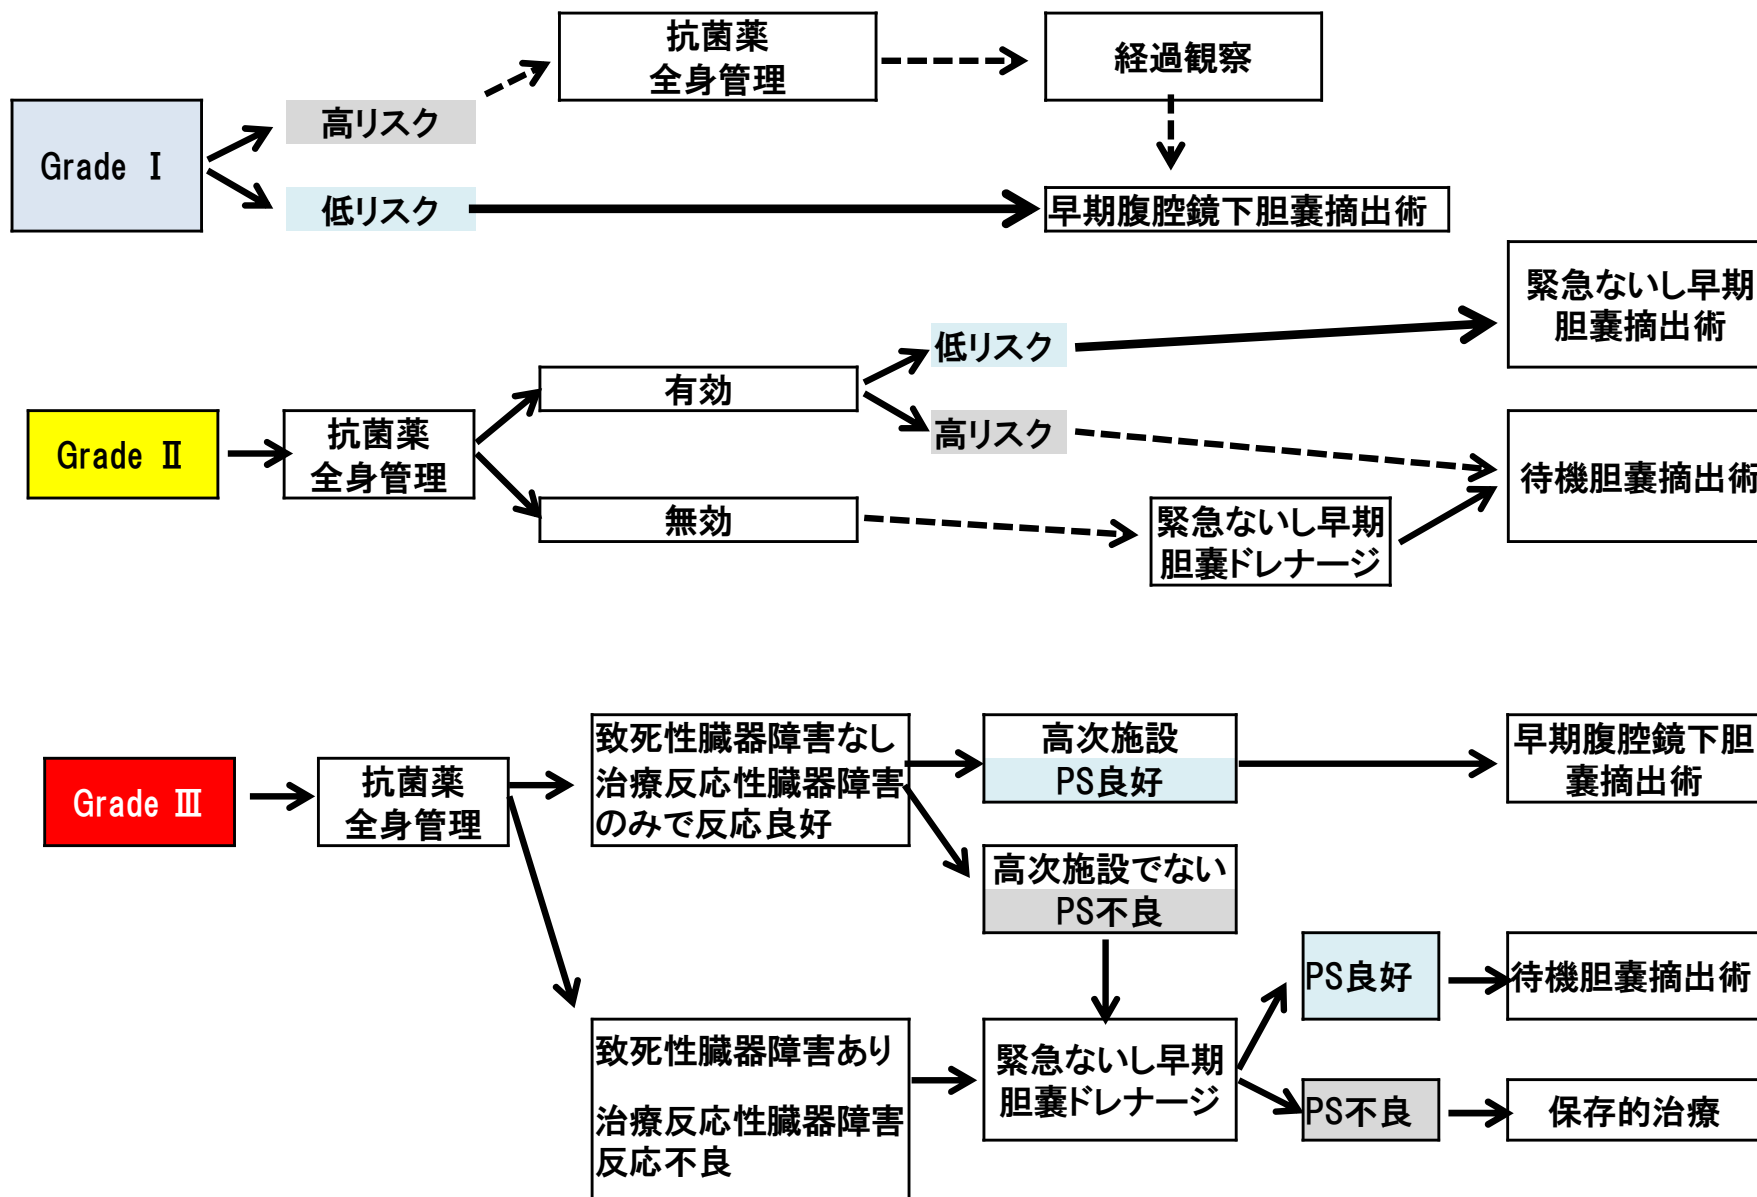 抗菌薬
全身管理
経過観察
Grade Ⅰ
高リスク
低リスク
早期腹腔鏡下胆嚢摘出術
緊急ないし早期
胆嚢摘出術
低リスク
有効
高リスク
Grade Ⅱ
抗菌薬
全身管理
待機胆嚢摘出術
無効
緊急ないし早期
胆嚢ドレナージ
致死性臓器障害なし
治療反応性臓器障害
のみで反応良好
高次施設
PS良好
早期腹腔鏡下胆
嚢摘出術
Grade Ⅲ
抗菌薬
全身管理
高次施設でない
PS不良
PS良好
待機胆嚢摘出術
致死性臓器障害あり
治療反応性臓器障害
反応不良
緊急ないし早期
胆嚢ドレナージ
PS不良
保存的治療